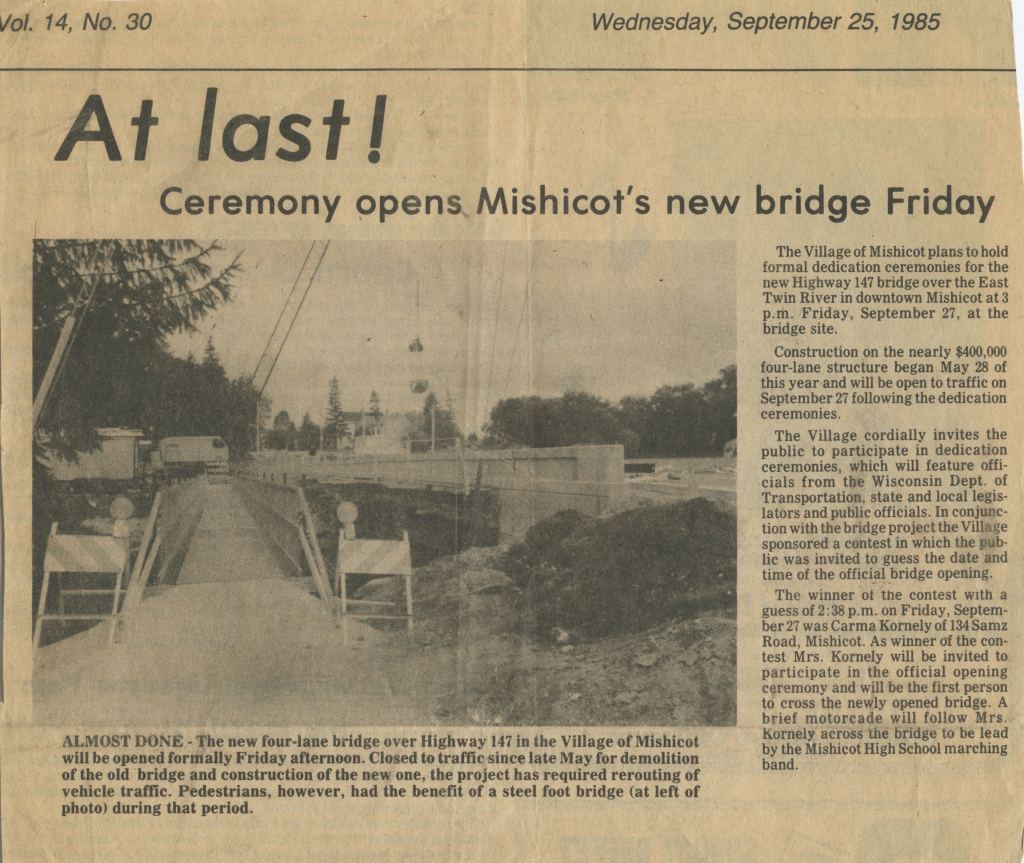 Vol. 14, No. 30
Wednesday, September 25, 1985
At last!
Ceremony opens Mishicot's new bridge Friday
The Village of Mishicot plans to hold
formal dedication ceremonies for the
new Highway 147 bridge over the East
Twin River in downtown Mishicot at 3
p.m. Friday, September 27, at the
bridge site.
Construction on the nearly $400,000
four-lane structure began May 28 of
this year and will be open to traffic on
September 27 following the dedication
ceremonies.
The Village cordially invites the
public to participate in dedication
ceremonies, which will feature offi-
cials from the Wisconsin Dept. of
Transportation, state and local legis-
lators and public officials. In conjunc-
tion with the bridge project the Village
sponsored a contest in which the pub-
lic was invited to guess the date and
time of the official bridge opening.
The winner of the contest with a
guess of 2:38 p.m. on Friday, Septem-
ber 27 was Carma Kornely of 134 Samz
Road, Mishicot. As winner of the con-
test Mrs. Kornely will be invited to
participate in the official opening
ceremony and will be the first person
to cross the newly opened bridge. A
brief motorcade will follow Mrs.
Kornely across the bridge to be lead
by the Mishicot High School marching
band.
ALMOST DONE - The new four-lane bridge over Highway 147 in the Village of Mishicot
will be opened formally Friday afternoon. Closed to traffic since late May for demolition
of the old bridge and construction of the new one, the project has required rerouting of
vehicle traffic. Pedestrians, however, had the benefit of a steel foot bridge (at left of
photo) during that period.